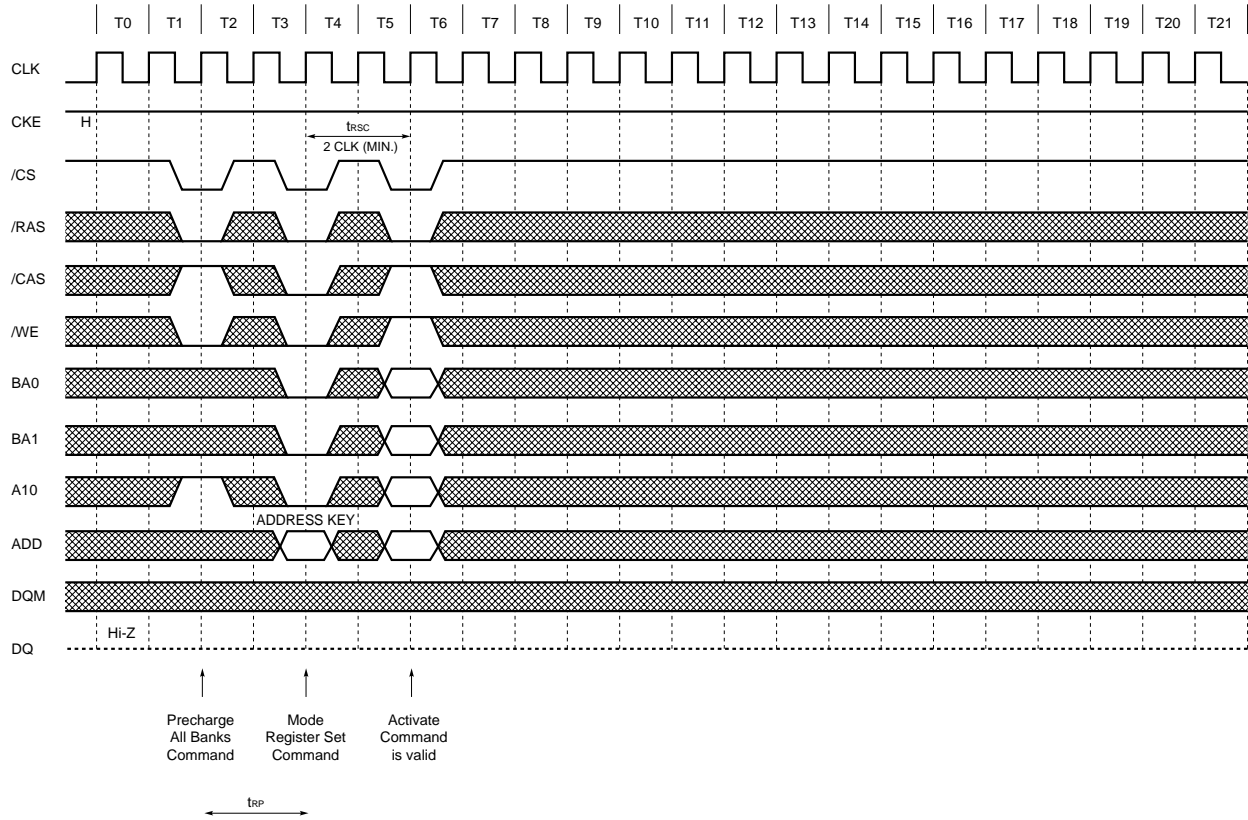 T0 T1 T2 T3 T4 T5 T6 T7 T8 T9 T10 T11 T12 T13 T14 T15 T16 T17 T18 T19 T20 T21
CLK
CKE H
tRSC
2 CLK (MIN.)
/CS
/RAS
/CAS
/WE
BA0
BA1
A10
ADDRESS KEY
ADD
DQM
Hi-Z
DQ
Precharge
All Banks
Command
Mode
Register Set
Command
Activate
Command
is valid
tRP